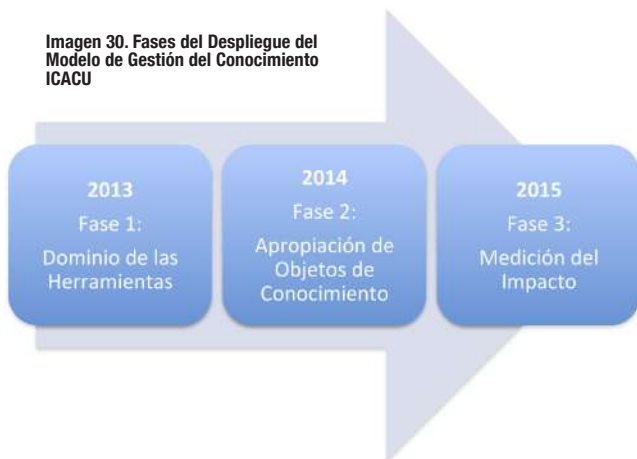 Imagen 30. Fases del Despliegue del
Modelo de Gestión del Conocimiento
ICACU
2013
Fase 1:
Dominio de las
Herramientas
2014
Fase 2:
Apropiación de
Objetos de
Conocimiento
2015
Fase 3:
Medición del
Impacto